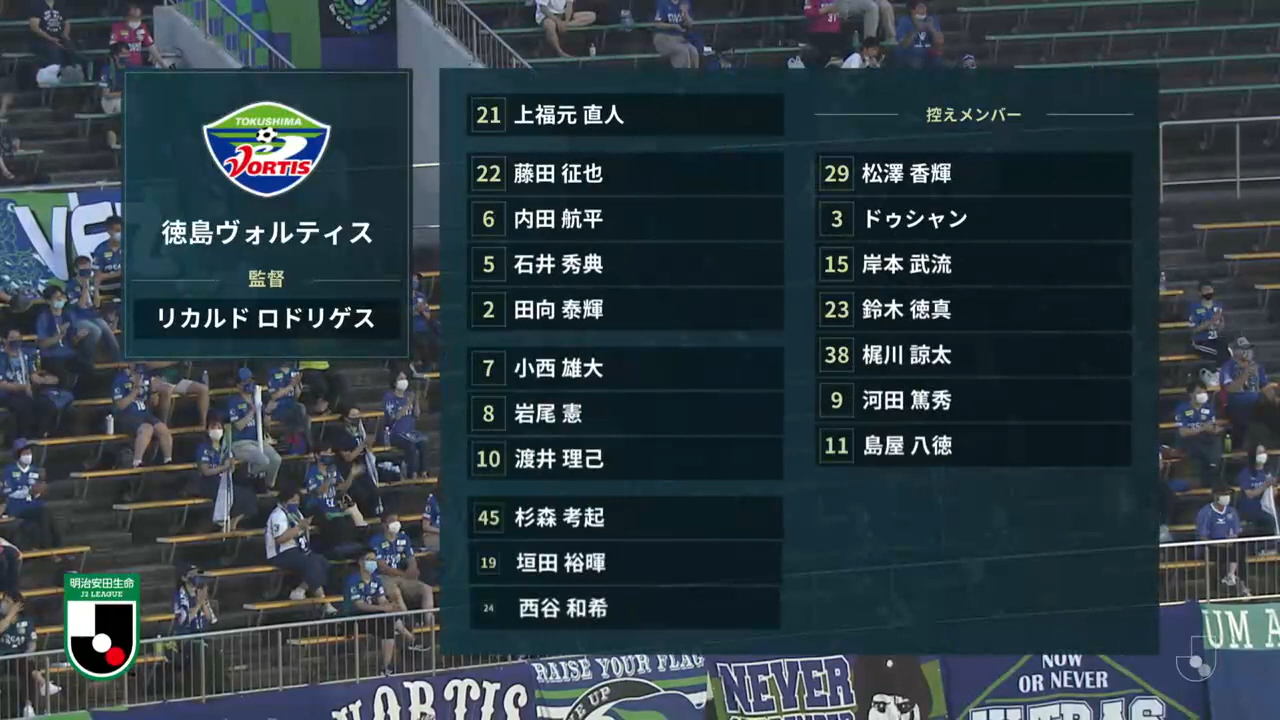 TOKUSHIMA
VORTIS
徳島ヴォルティス
監督
リカルド ロドリゲス
21 上福元 直人
22 藤田 征也
6 内田 航平
5 石井 秀典
2 田向 泰輝
7 小西 雄大
8 岩尾 憲
10 渡井 理己
45 杉森 考起
19 垣田 裕暉
24 西谷 和希
控えメンバー
29 松澤 香輝
3 ドゥシャン
15 岸本 武流
23 鈴木 徳真
38 梶川 諒太
9 河田 篤秀
11 島屋 八徳
明治安田生命
J2 LEAGUE
VORTIS
RAISE YOUR FLAG
NEVER
NOW
OR NEVER
ULTRAS
UM A